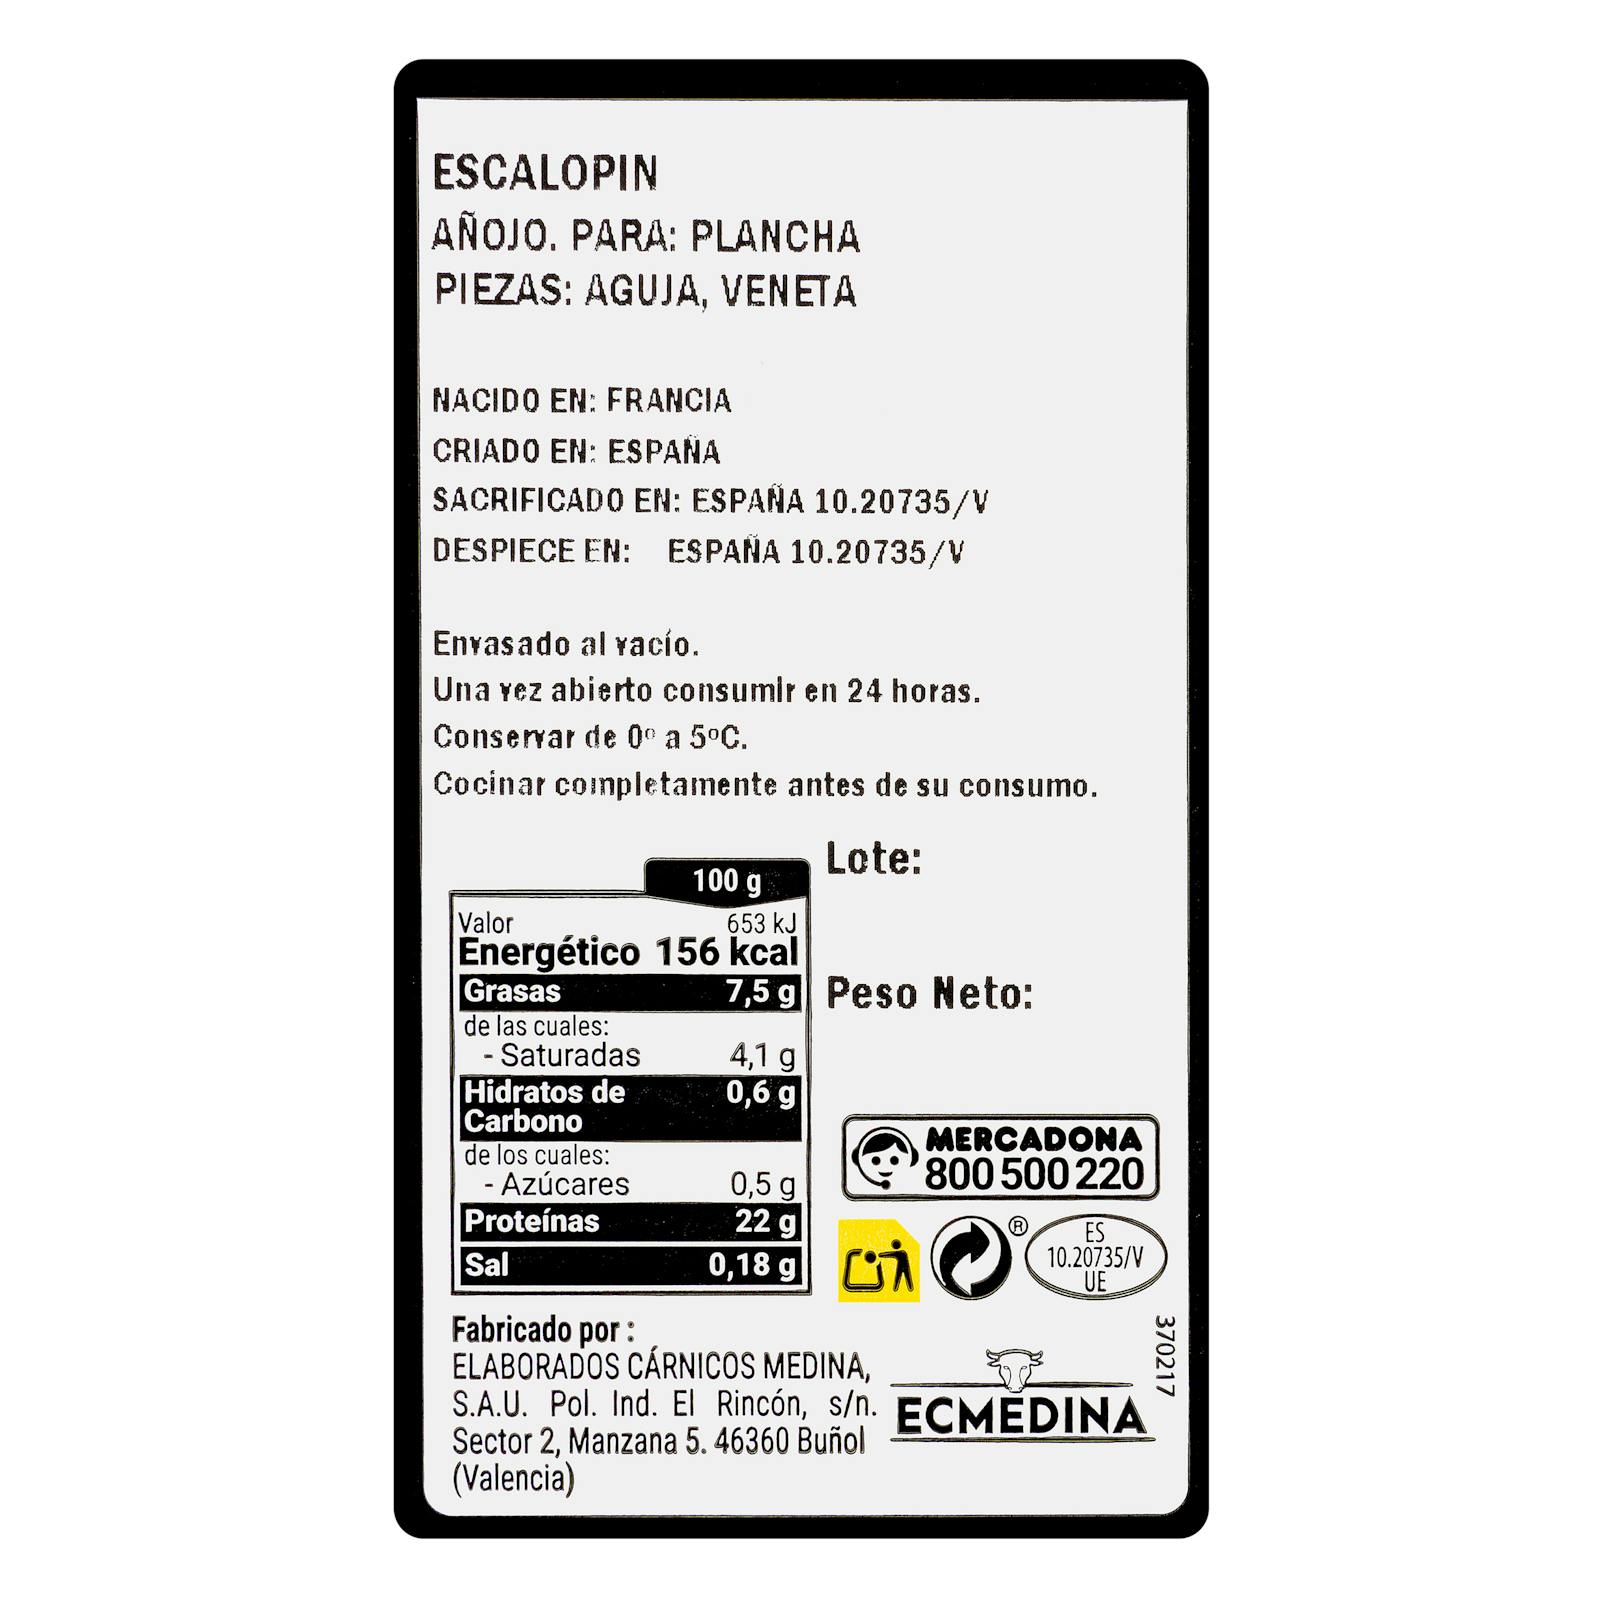 ESCALOPIN
AÑOJO. PARA: PLANCHA
PIEZAS: AGUJA, VENETA
NACIDO EN: FRANCIA
CRIADO EN: ESPAÑA
SACRIFICADO EN: ESPAÑA 10.20735/V
DESPIECE EN: ESPAÑA 10.20735/V
Envasado al vacío.
Una vez abierto consumir en 24 horas.
Conservar de 0º a 5ºC.
Cocinar completamente antes de su consumo.
100 g
Valor 653 kJ
Energético 156 kcal
Grasas 7,5 g
de las cuales:
- Saturadas 4,1 g
Hidratos de 0,6 g
Carbono
de los cuales:
- Azúcares 0,5 g
Proteínas 22 g
Sal 0,18 g
Lote:
Peso Neto:
MERCADONA
800 500 220
®
ES
10.20735/V
UE
Fabricado por :
ELABORADOS CÁRNICOS MEDINA,
S.A.U. Pol. Ind. El Rincón, s/n.
Sector 2, Manzana 5. 46360 Buñol
(Valencia)
ECMEDINA
370217